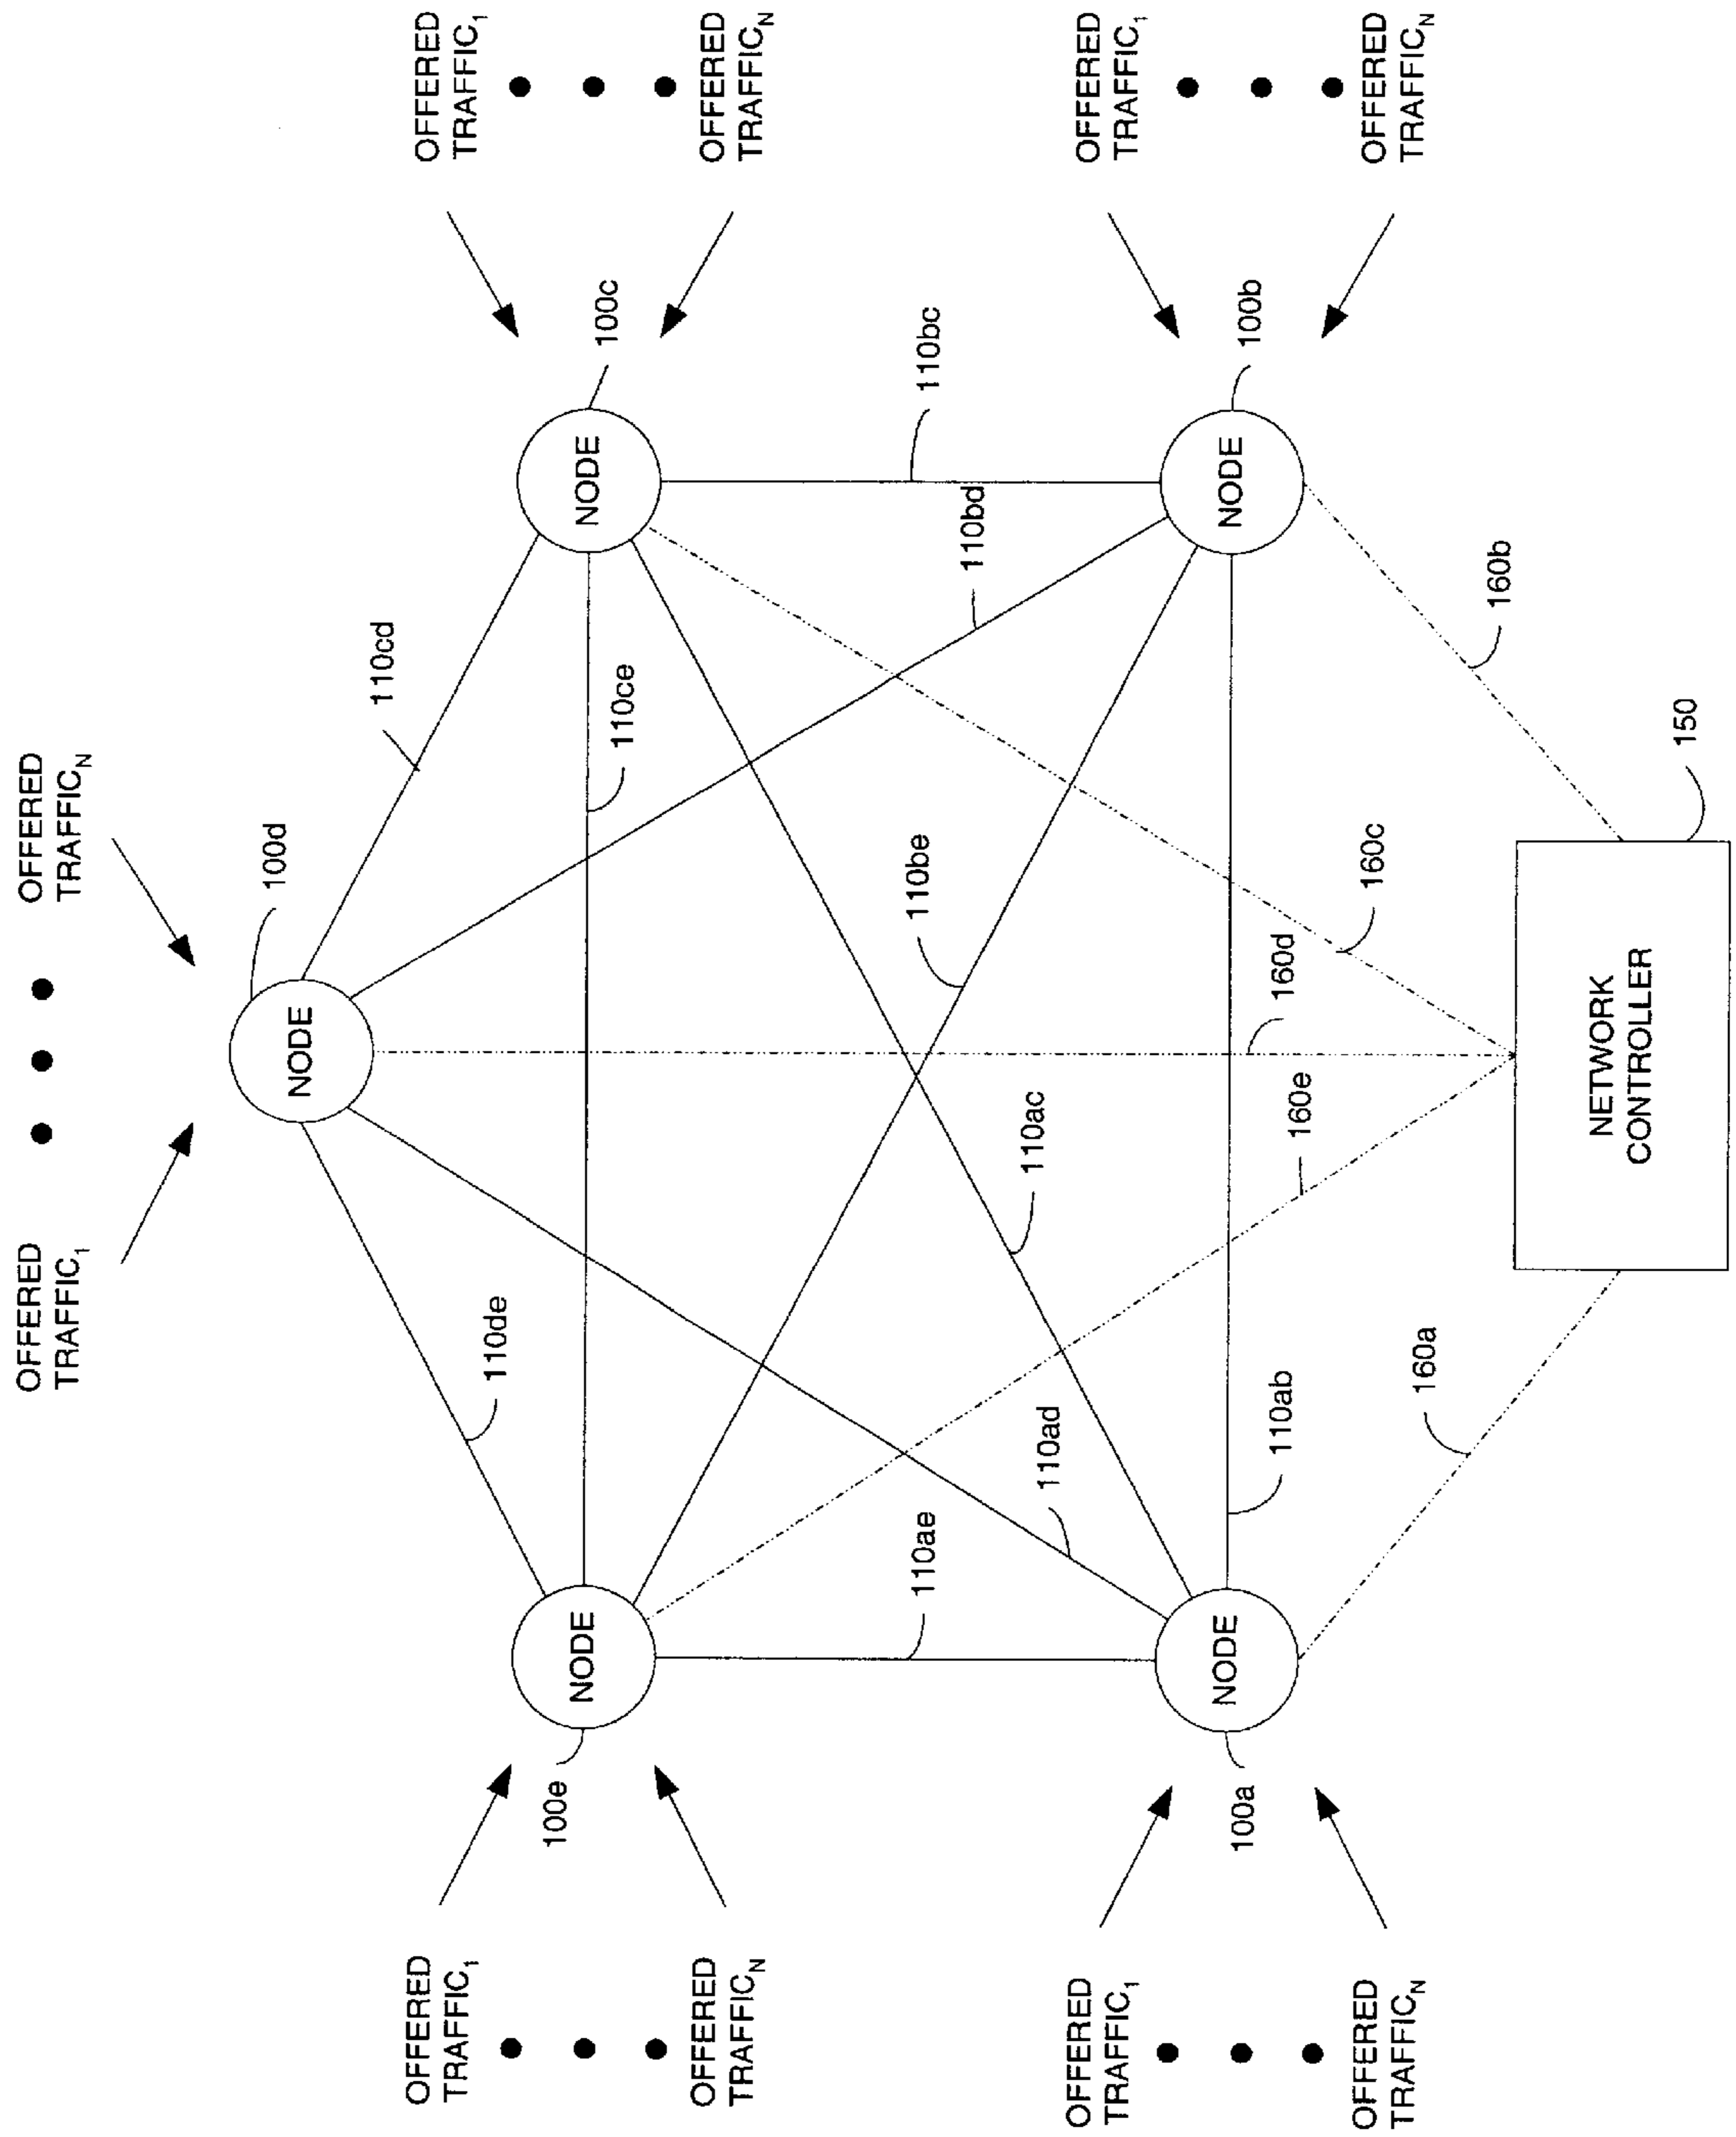 OFFERED
TRAFFIC1
OFFERED
TRAFFICN
100d
NODE
110de
110cd
OFFERED
TRAFFIC1
OFFERED
TRAFFICN
100e
NODE
110ce
NODE
100c
OFFERED
TRAFFIC1
OFFERED
TRAFFICN
110ae
110ad
110ac
110be
110bd
110bc
OFFERED
TRAFFIC1
OFFERED
TRAFFICN
100a
NODE
110ab
160e
160d
160c
NODE
100b
OFFERED
TRAFFIC1
OFFERED
TRAFFICN
160a
160b
NETWORK
CONTROLLER
150